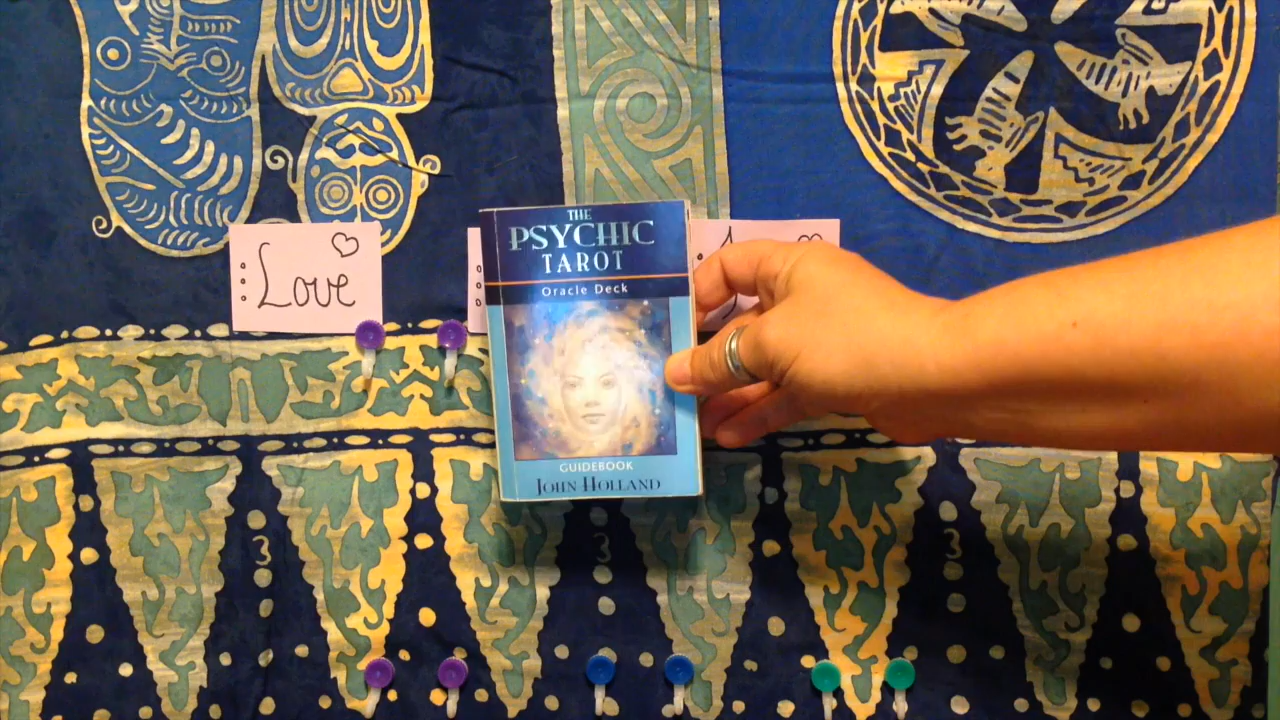 Love
THE
PSYCHIC
TAROT
Oracle Deck
GUIDEBOOK
JOHN HOLLAND